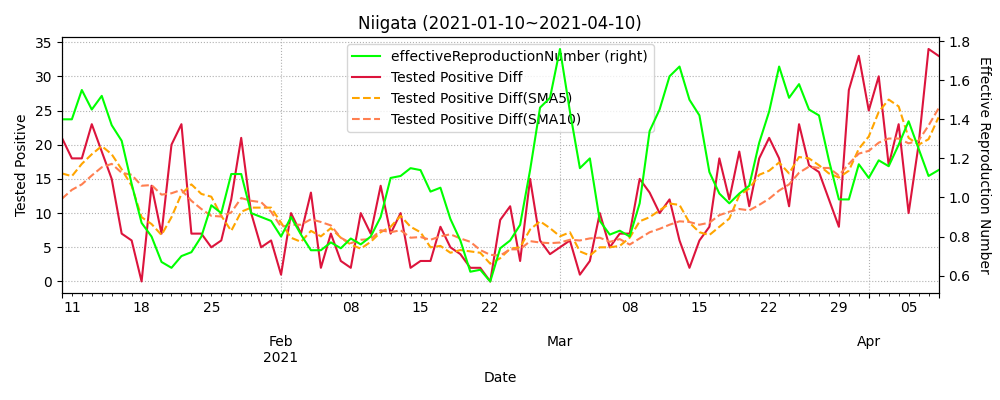 Niigata (2021-01-10~2021-04-10)
effectiveReproductionNumber (right)
Tested Positive Diff
Tested Positive Diff(SMA5)
Tested Positive Diff(SMA10)
Tested Positive
35
30
25
20
15
10
5
0
1.8
1.6
1.4
1.2
1.0
0.8
0.6
Effective Reproduction Number
11 18 25 08 15 22 08 15 22 29 05
Feb Mar Apr
2021
Date